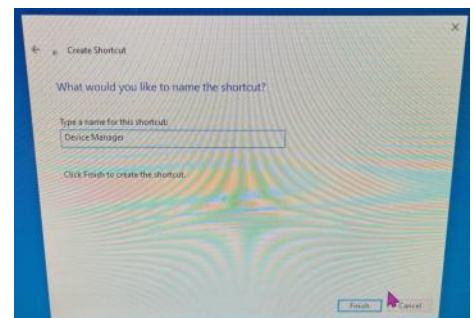 Create Shortcut
What would you like to name the shortcut?
Type a name for this shortcut:
Device Manager
Click Finish to create the shortcut.
Finish
Cancel